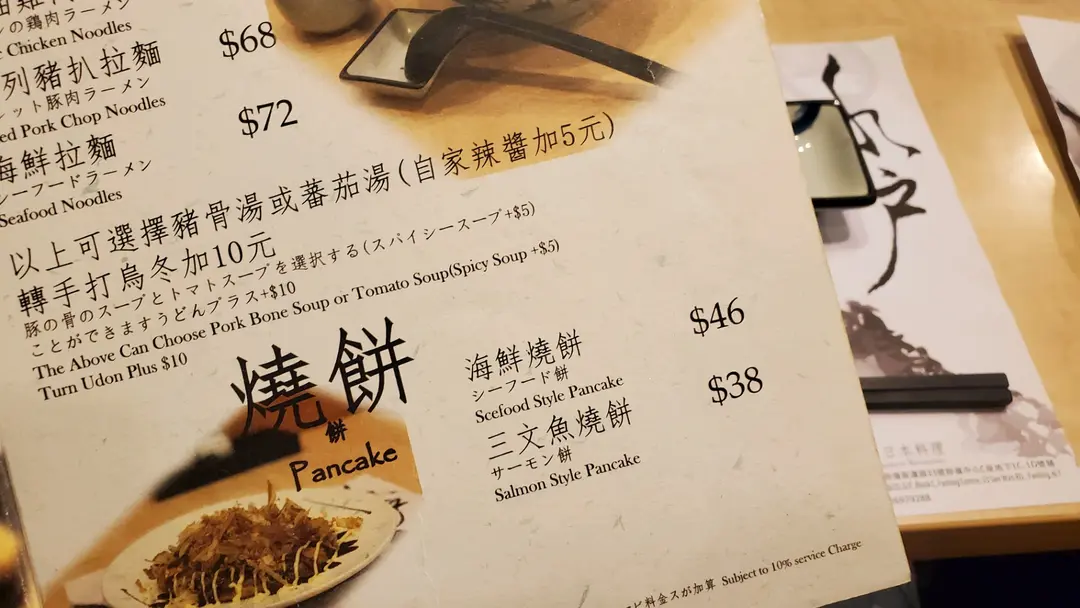 の鶏肉ラーメン
Chicken Noodles
$68
列豬扒拉麵
レット豚肉ラーメン
ed Pork Chop Noodles
$72
海鮮拉麵
シーフードラーメン
Seafood Noodles
以上可選擇豬骨湯或蕃茄湯(自家辣醬加5元)
轉手打烏冬加10元
豚の骨のスープとトマトスープを選択する(スパイシースープ+$5)
ことができますうどんプラス+$10
The Above Can Choose Pork Bone Soup or Tomato Soup(Spicy Soup +$5)
Turn Udon Plus $10
燒餅
餅
Pancake
海鮮燒餅
$46
シーフード餅
Scefood Style Pancake
三文魚燒餅
$38
サーモン餅
Salmon Style Pancake
料金スが加算 Subject to 10% service Charge
戶
日本料理
6979288